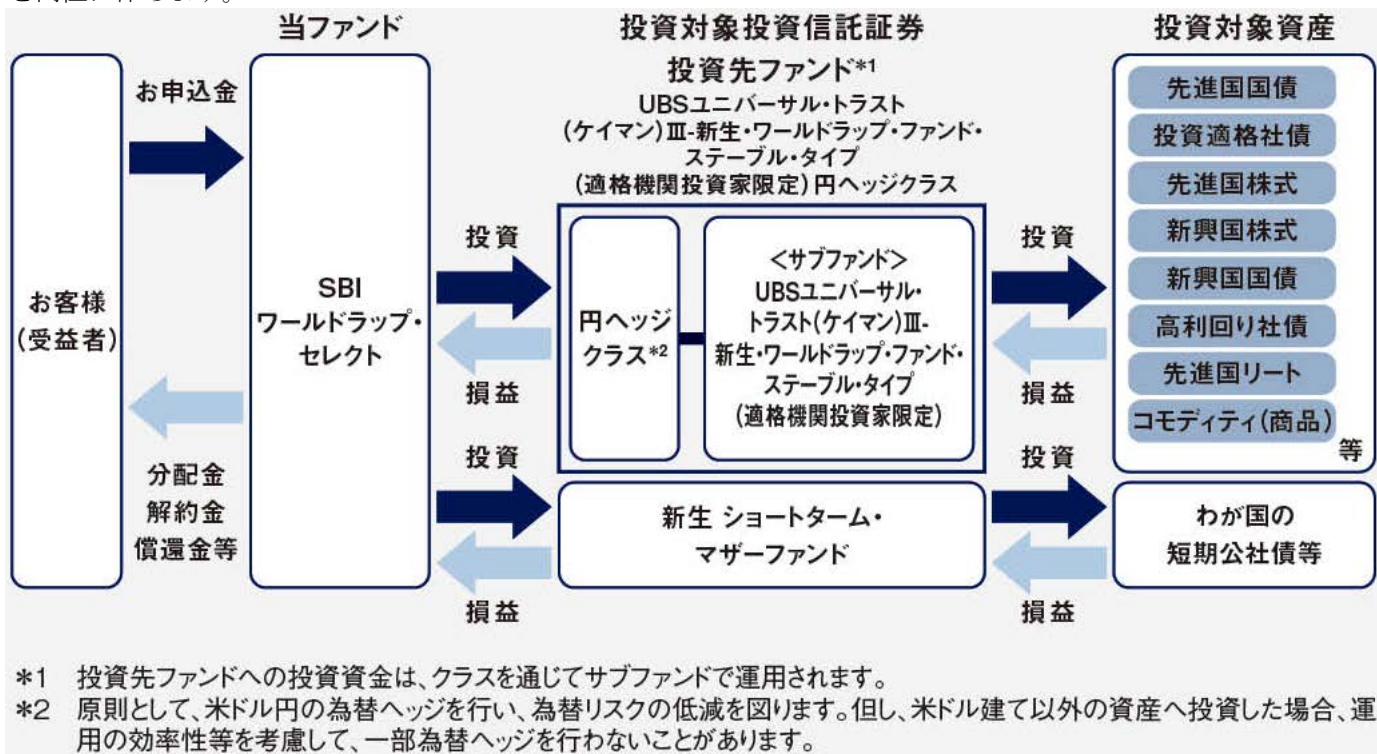 当ファンド
投資対象投資信託証券
投資対象資産
お客様
(受益者)
お申込金
分配金
解約金
償還金等
SBI
ワールドラップ・
セレクト
投資
損益
投資
損益
投資先ファンド*1
UBSユニバーサル・トラスト
(ケイマン)Ⅲ-新生・ワールドラップ・ファンド・
ステーブル・タイプ
(適格機関投資家限定)円ヘッジクラス
円ヘッジ
クラス*2
<サブファンド>
UBSユニバーサル・
トラスト(ケイマン)Ⅲ-
新生・ワールドラップ・ファンド・
ステーブル・タイプ
(適格機関投資家限定)
新生 ショートターム・
マザーファンド
投資
損益
投資
損益
先進国国債
投資適格社債
先進国株式
新興国株式
新興国国債
高利回り社債
先進国リート
コモディティ(商品)
等
わが国の
短期公社債等
*1 投資先ファンドへの投資資金は、クラスを通じてサブファンドで運用されます。
*2 原則として、米ドル円の為替ヘッジを行い、為替リスクの低減を図ります。但し、米ドル建て以外の資産へ投資した場合、運
用の効率性等を考慮して、一部為替ヘッジを行わないことがあります。